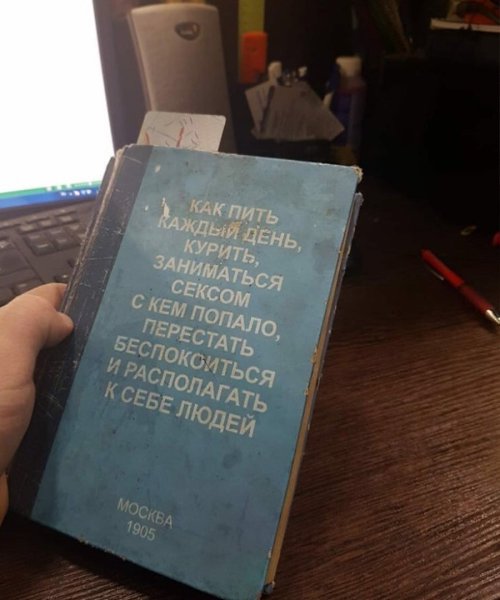 КАК ПИТЬ
КАЖДЫЙ ДЕНЬ,
КУРИТЬ,
ЗАНИМАТЬСЯ
СЕКСОМ
С КЕМ ПОПАЛО,
ПЕРЕСТАТЬ
БЕСПОКОИТЬСЯ
И РАСПОЛАГАТЬ
К СЕБЕ ЛЮДЕЙ
МОСКВА
1905